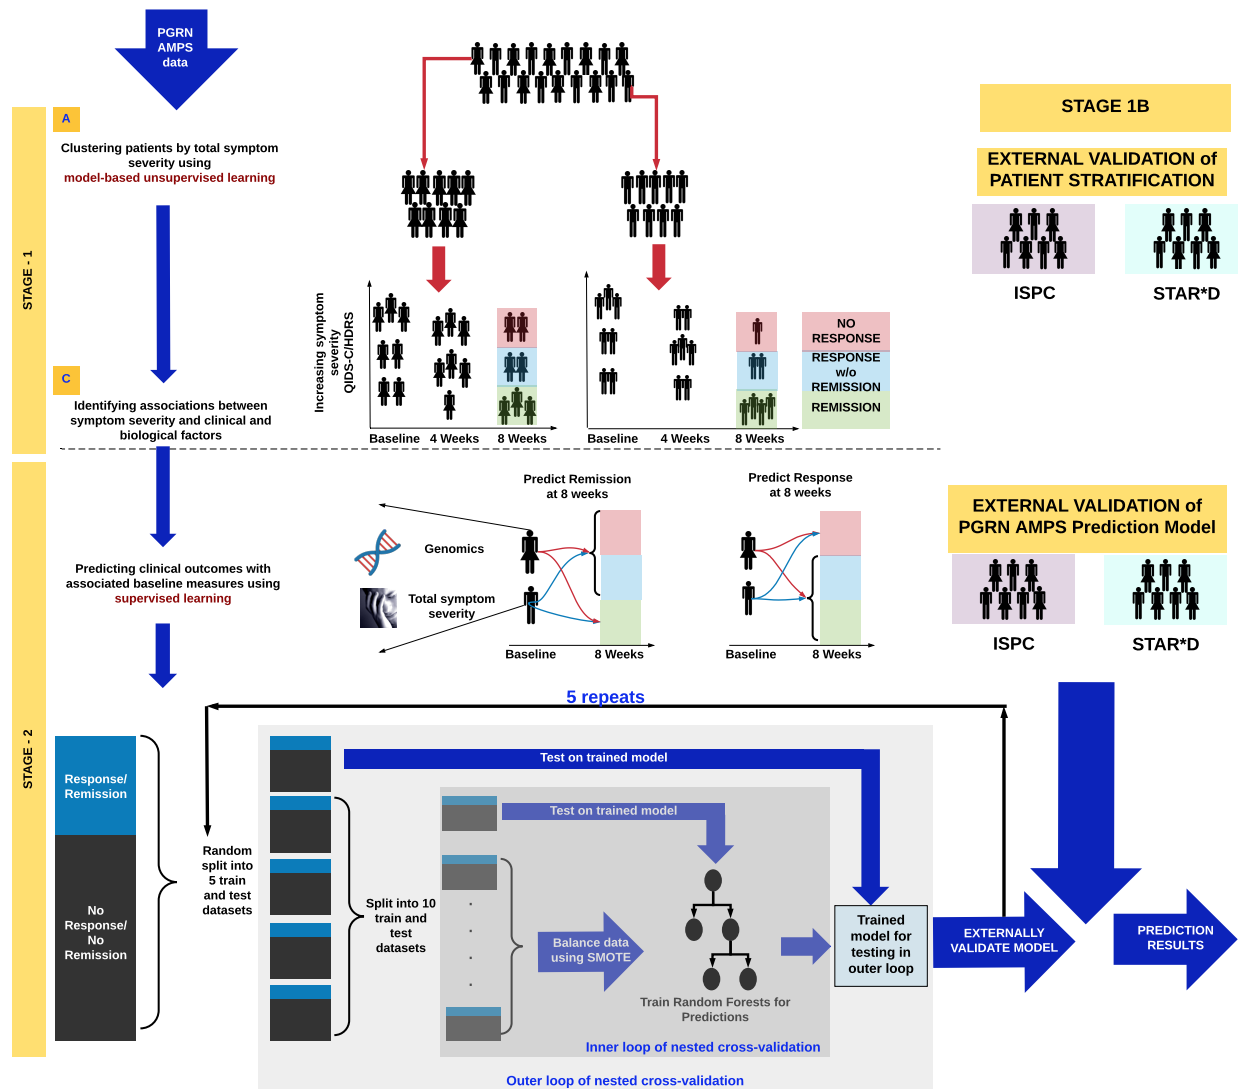 PGRN
AMPS
data
STAGE - 1
A
Clustering patients by total symptom
severity using
model-based unsupervised learning
C
Identifying associations between
symptom severity and clinical and
biological factors
Increasing symptom
severity
QIDS-C/HDRS
Baseline
4 Weeks
8 Weeks
Baseline
4 Weeks
8 Weeks
NO
RESPONSE
RESPONSE
w/o
REMISSION
REMISSION
STAGE 1B
EXTERNAL VALIDATION of
PATIENT STRATIFICATION
ISPC
STAR*D
STAGE - 2
Predicting clinical outcomes with
associated baseline measures using
supervised learning
Genomics
Total symptom
severity
Predict Remission
at 8 weeks
Baseline
8 Weeks
Predict Response
at 8 weeks
Baseline
8 Weeks
EXTERNAL VALIDATION of
PGRN AMPS Prediction Model
ISPC
STAR*D
5 repeats
Response/
Remission
No
Response/
No
Remission
Random
split into
5 train
and test
datasets
Test on trained model
Split into 10
train and
test
datasets
Test on trained model
Balance data
using SMOTE
Train Random Forests for
Predictions
Inner loop of nested cross-validation
Outer loop of nested cross-validation
Trained
model for
testing in
outer loop
EXTERNALLY
VALIDATE MODEL
PREDICTION
RESULTS